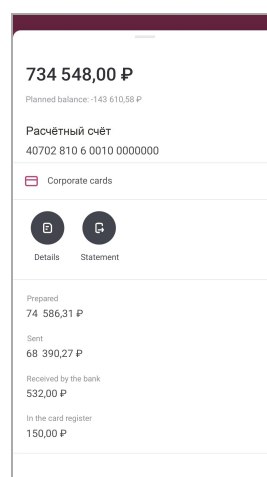 734 548,00 ₽
Planned balance: -143 610,58 ₽
Расчётный счёт
40702 810 6 0010 0000000
Corporate cards
Details Statement
Prepared
74 586,31 ₽
Sent
68 390,27 ₽
Received by the bank
532,00 ₽
In the card register
150,00 ₽